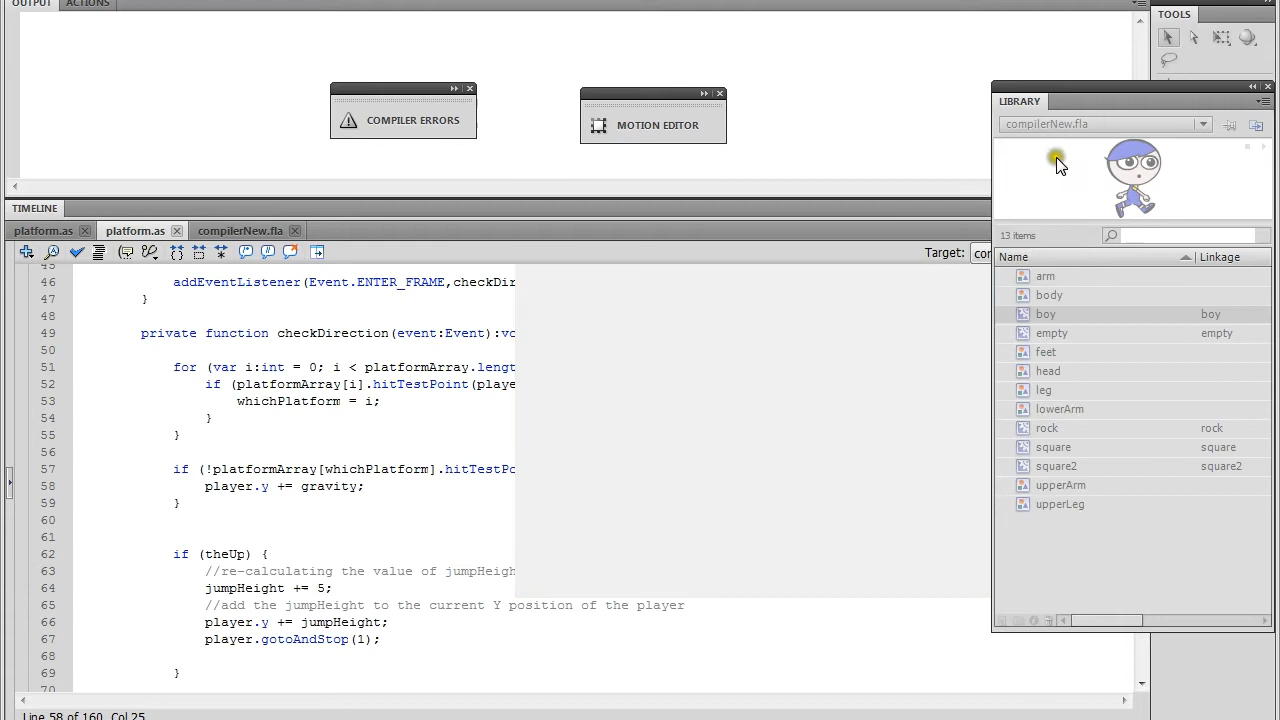 OUTPUT ACTIONS
TOOLS
COMPILER ERRORS
MOTION EDITOR
LIBRARY
compilerNew.fla
13 items
Name Linkage
arm
body
boy boy
empty empty
feet
head
leg
lowerArm
rock rock
square square
square2 square2
upperArm
upperLeg
TIMELINE
platform.as platform.as compilerNew.fla
Target:
45
46 addEventListener(Event.ENTER_FRAME,checkDir
47 }
48
49 private function checkDirection(event:Event):vo
50
51 for (var i:int = 0; i < platformArray.length
52 if (platformArray[i].hitTestPoint(playe
53 whichPlatform = i;
54 }
55 }
56
57 if (!platformArray[whichPlatform].hitTestPo
58 player.y += gravity;
59 }
60
61
62 if (theUp) {
63 //re-calculating the value of jumpHeigh
64 jumpHeight += 5;
65 //add the jumpHeight to the current Y position of the player
66 player.y += jumpHeight;
67 player.gotoAndStop(1);
68
69 }
70
Line 58 of 160, Col 25